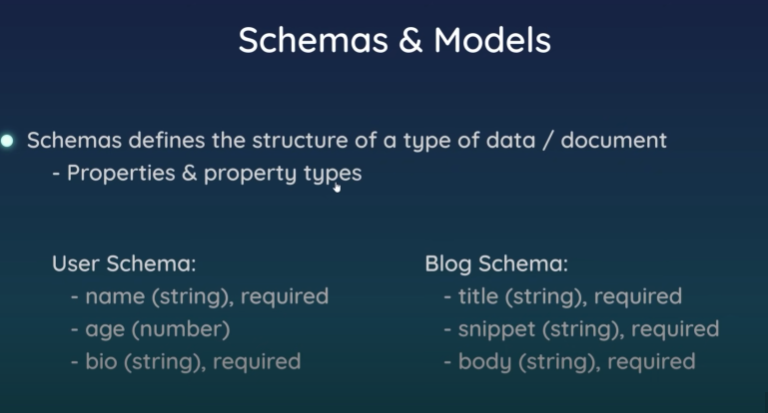 Schemas & Models
Schemas defines the structure of a type of data / document
- Properties & property types
User Schema:
- name (string), required
- age (number)
- bio (string), required
Blog Schema:
- title (string), required
- snippet (string), required
- body (string), required